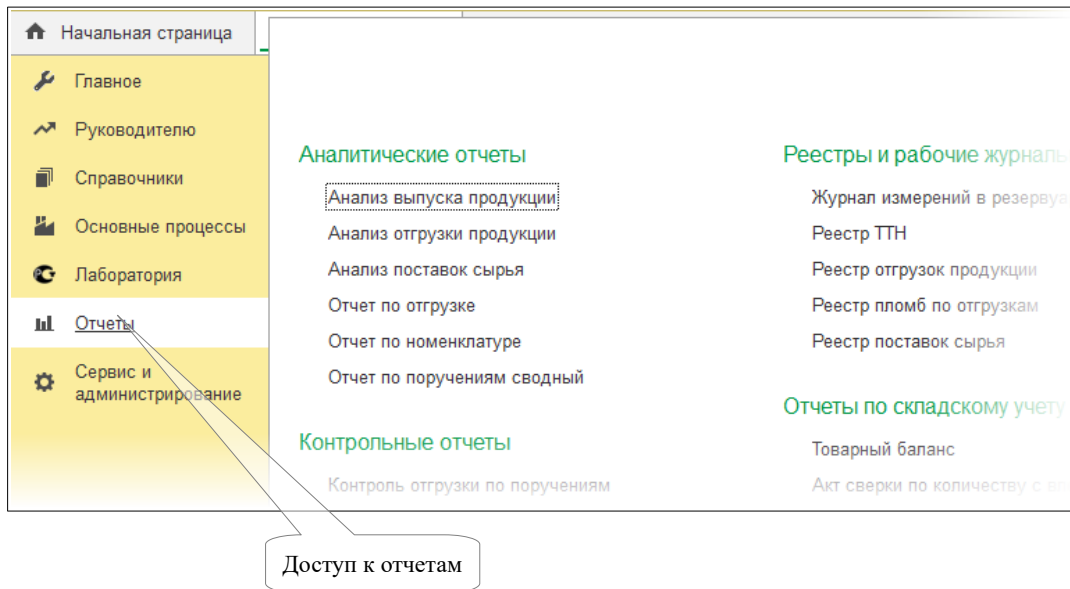 Начальная страница
Главное
Руководителю
Справочники
Основные процессы
Лаборатория
Отчеты
Сервис и
администрирование
Аналитические отчеты
Анализ выпуска продукции
Анализ отгрузки продукции
Анализ поставок сырья
Отчет по отгрузке
Отчет по номенклатуре
Отчет по поручениям сводный
Контрольные отчеты
Контроль отгрузки по поручениям
Реестры и рабочие
Журнал измерений в
Реестр ТТН
Реестр отгрузок продукции
Реестр пломб по отгрузкам
Реестр поставок сырья
Отчеты по складскому учету
Товарный баланс
Акт сверки по количеству с
Доступ к отчетам